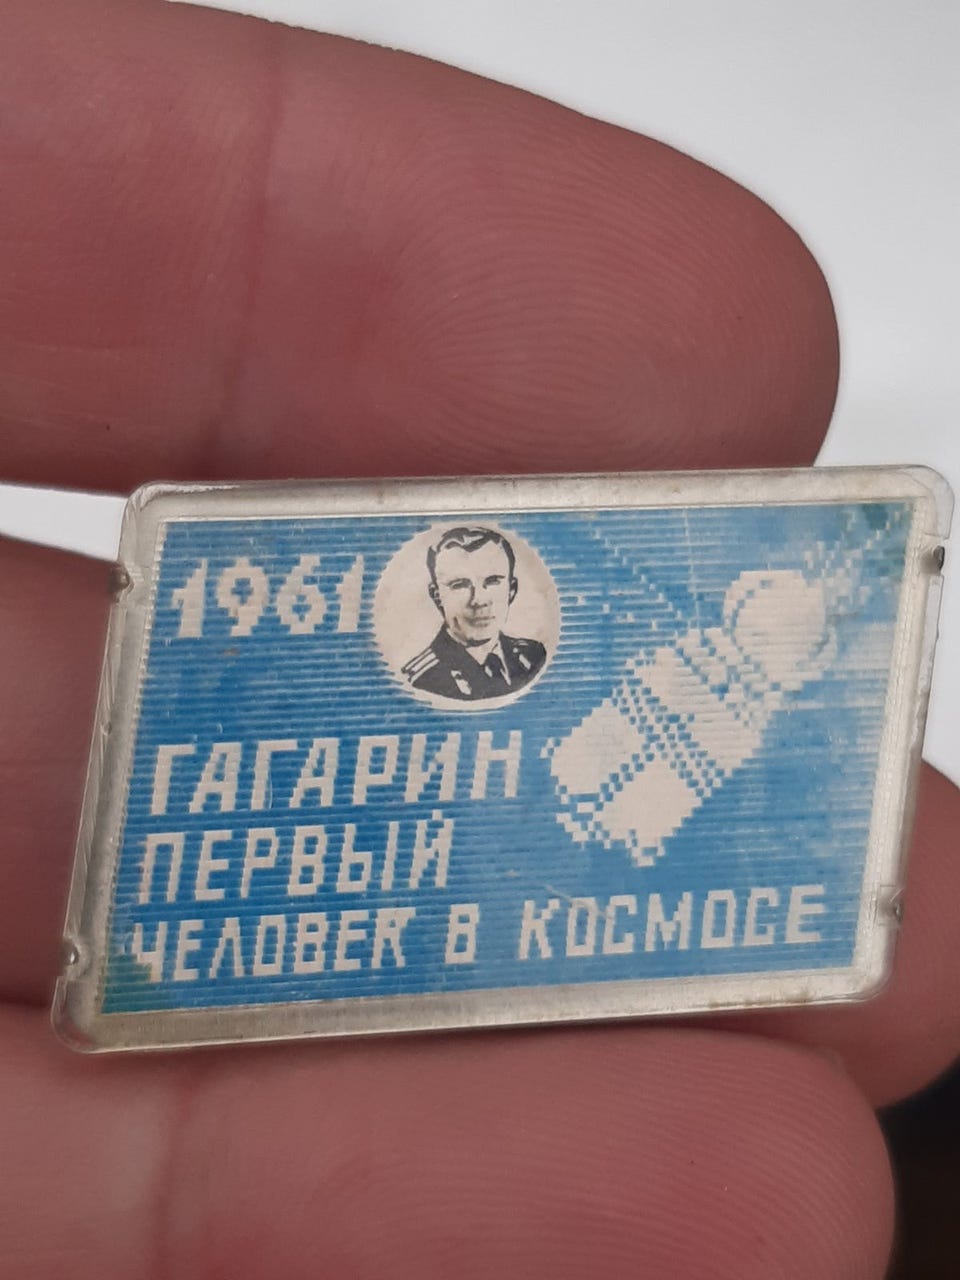 1961
ГАГАРИН
ПЕРВЫЙ
ЧЕЛОВЕК В КОСМОСЕ